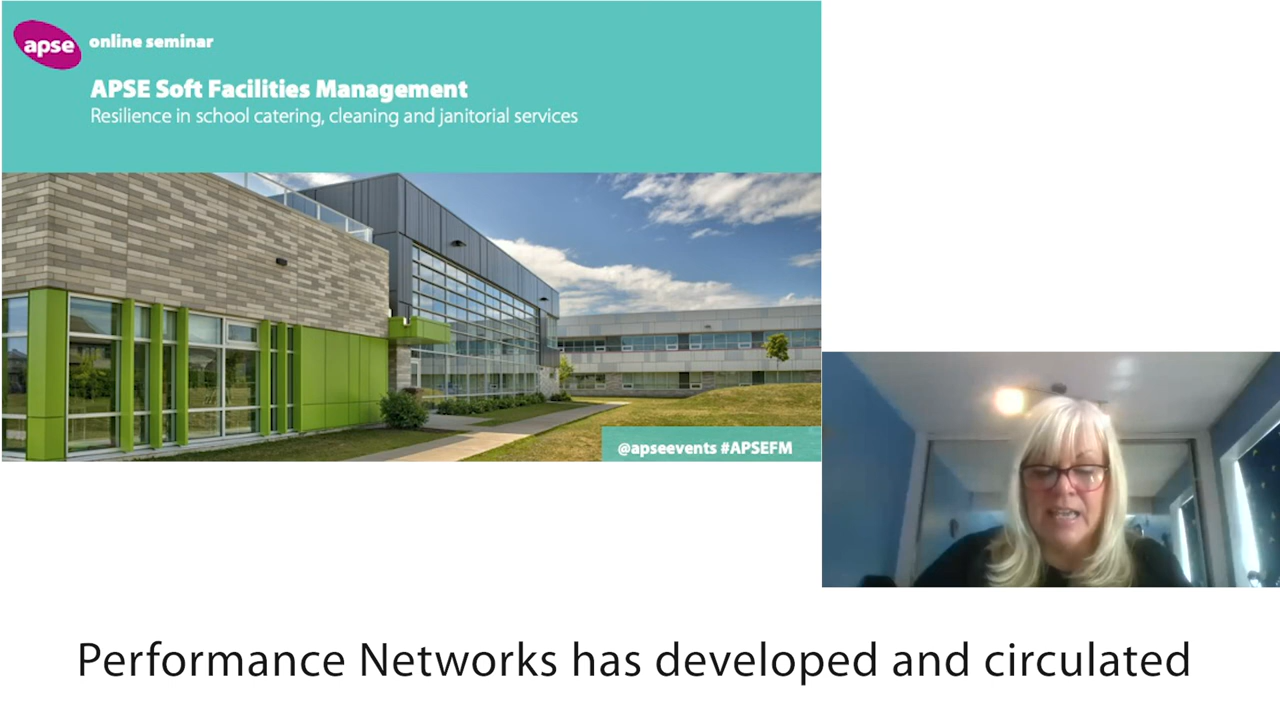 apse online seminar
APSE Soft Facilities Management
Resilience in school catering, cleaning and janitorial services
@apseevents #APSEFM
Performance Networks has developed and circulated